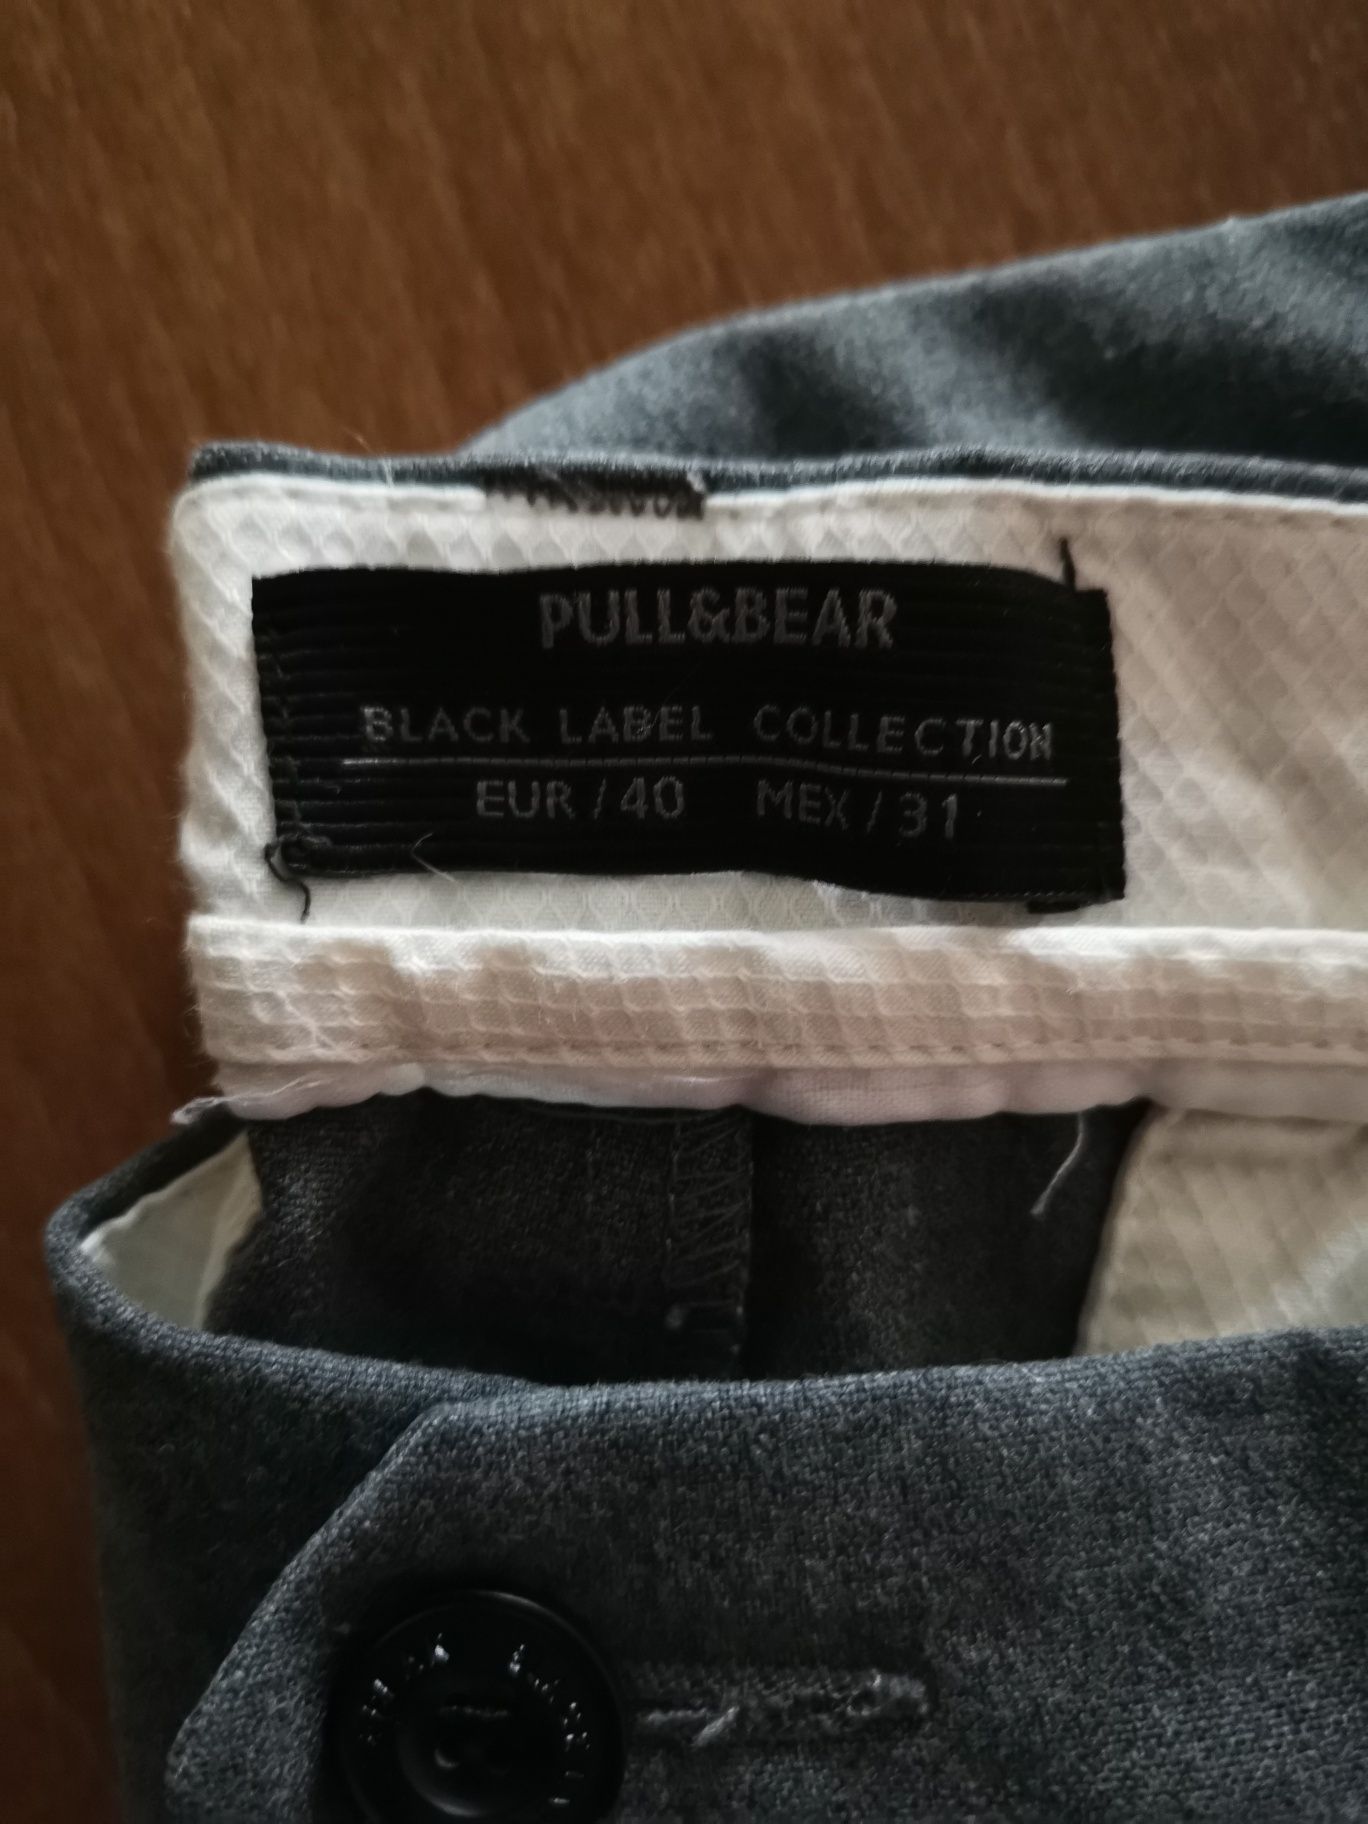 PULL&BEAR
BLACK LABEL COLLECTION
EUR / 40 MEX / 31